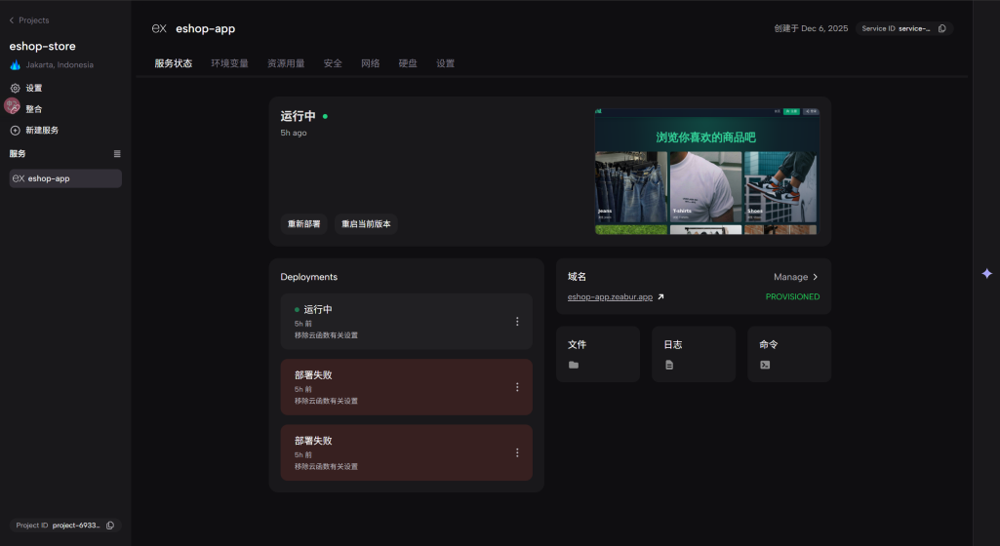 Projects
eshop-store
Jakarta, Indonesia
设置
整合
新建服务
服务
ex eshop-app
Project ID project-6933...
ex eshop-app
创建于 Dec 6, 2025
Service ID service-...
服务状态
环境变量
资源用量
安全
网络
硬盘
设置
运行中
5h ago
重新部署
重启当前版本
浏览你喜欢的商品吧
Jeans
T-shirts
Shoes
Deployments
运行中
5h 前
移除云函数有关设置
部署失败
5h 前
移除云函数有关设置
部署失败
5h 前
移除云函数有关设置
域名
Manage
eshop-app.zeabur.app
PROVISIONED
文件
日志
命令